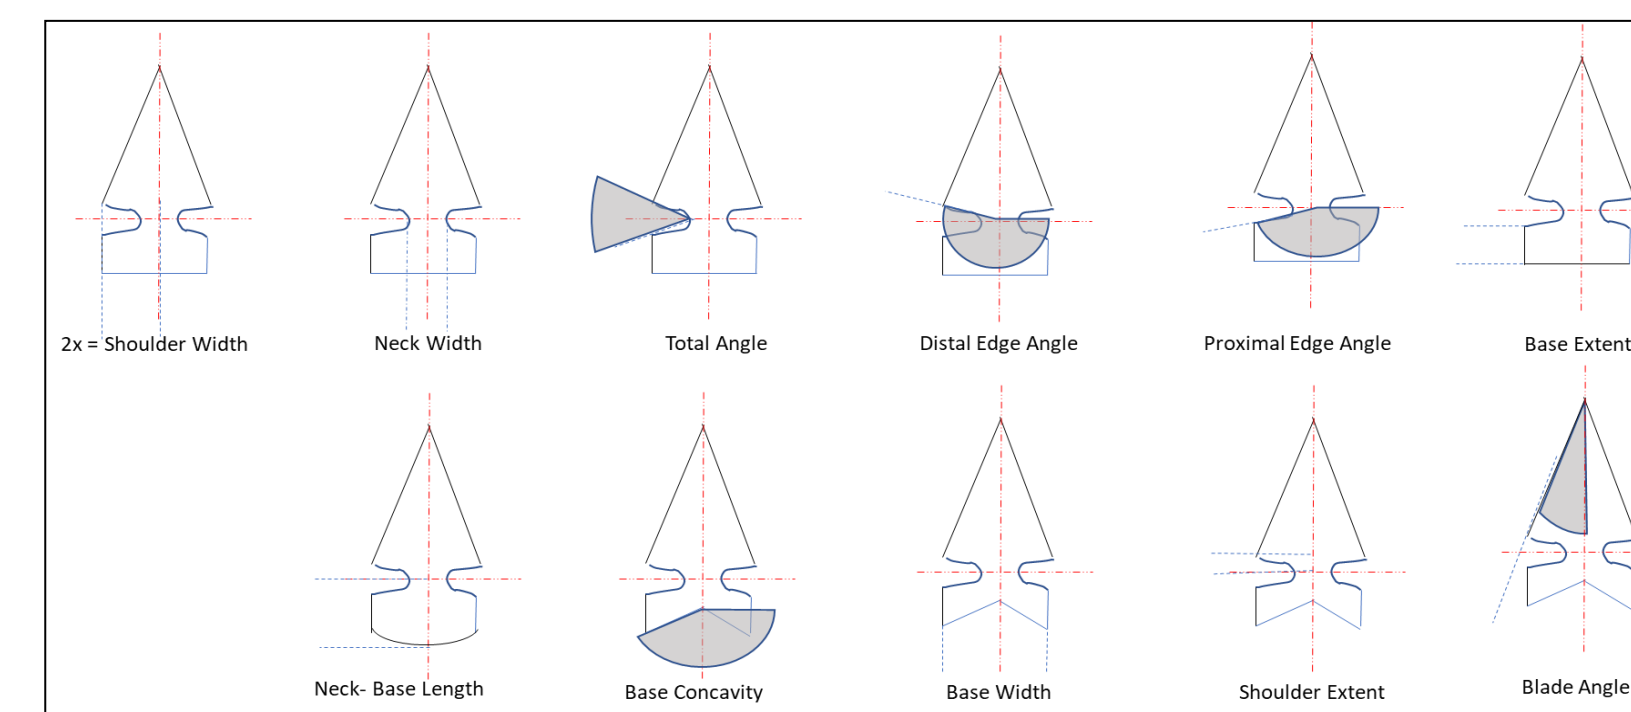 2x = Shoulder Width
Neck Width
Total Angle
Distal Edge Angle
Proximal Edge Angle
Base Extent
Neck- Base Length
Base Concavity
Base Width
Shoulder Extent
Blade Angle